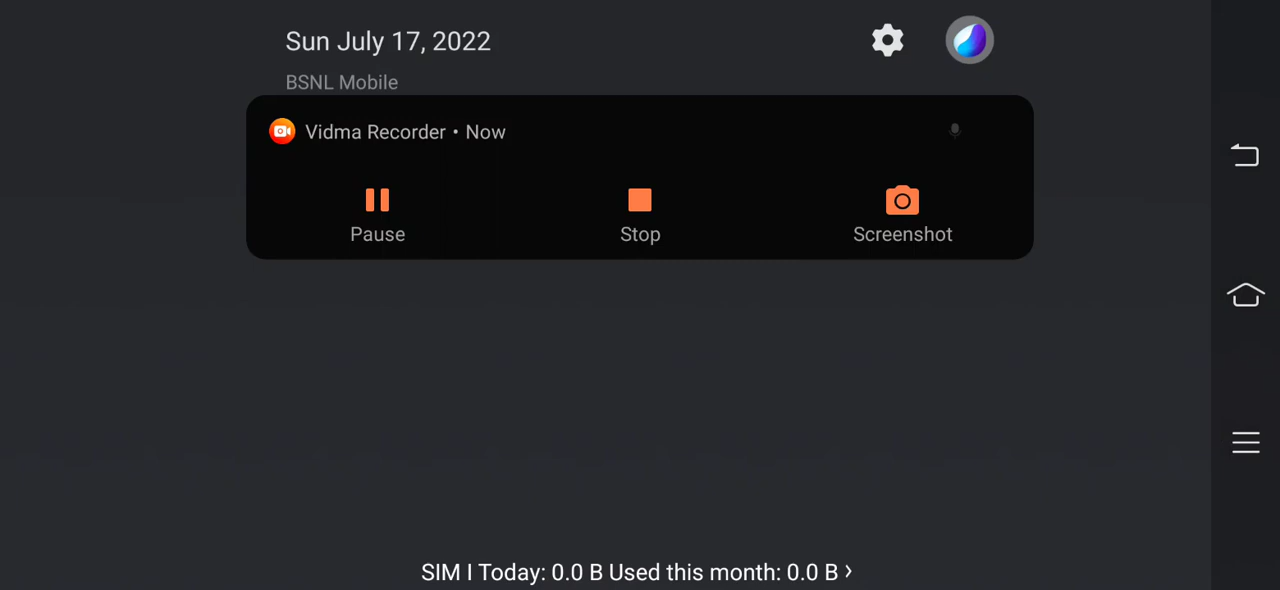 Sun July 17, 2022
BSNL Mobile
Vidma Recorder • Now
Pause
Stop
Screenshot
SIM I Today: 0.0 B Used this month: 0.0 B ›